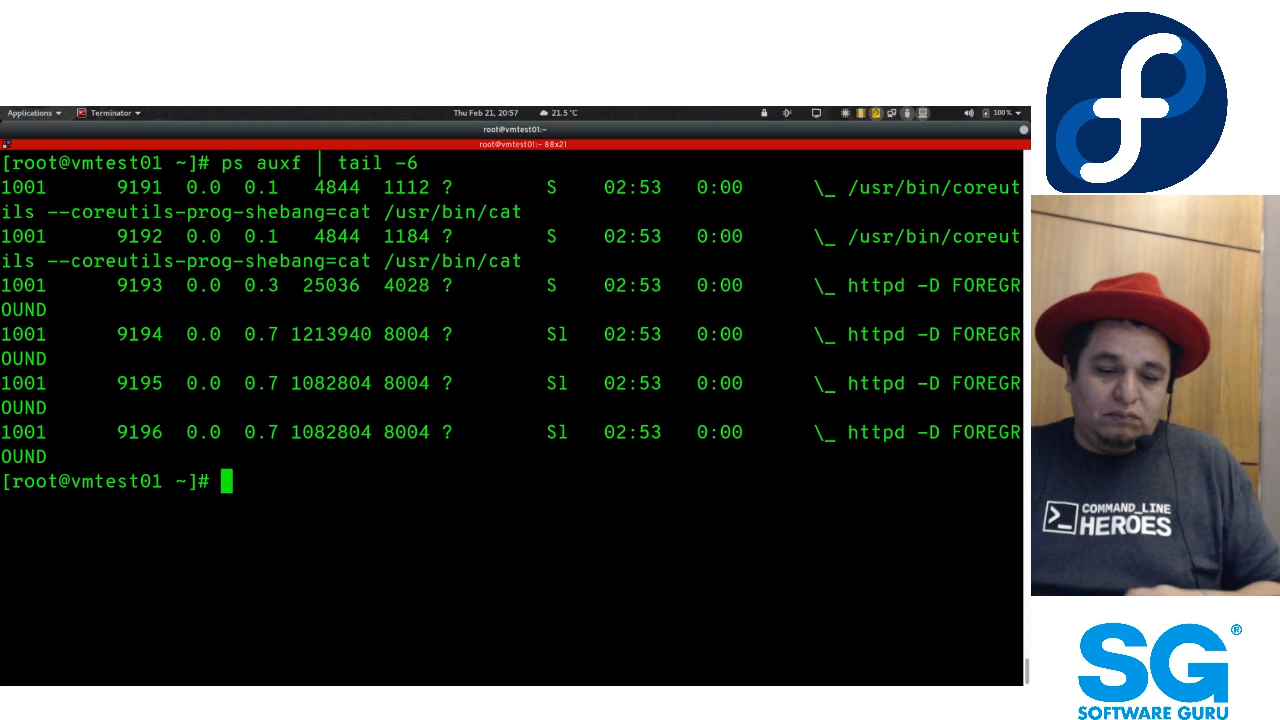 Applications
Terminator
Thu Feb 21, 20:57
21.5°C
100%
root@vmtest01:~
root@vmtest01:~ 88x21
[root@vmtest01 ~]# ps auxf | tail -6
1001 9191 0.0 0.1 4844 1112 ? S 02:53 0:00 \_ /usr/bin/coreut
ils --coreutils-prog-shebang=cat /usr/bin/cat
1001 9192 0.0 0.1 4844 1184 ? S 02:53 0:00 \_ /usr/bin/coreut
ils --coreutils-prog-shebang=cat /usr/bin/cat
1001 9193 0.0 0.3 25036 4028 ? S 02:53 0:00 \_ httpd -D FOREGR
OUND
1001 9194 0.0 0.7 1213940 8004 ? Sl 02:53 0:00 \_ httpd -D FOREGR
OUND
1001 9195 0.0 0.7 1082804 8004 ? Sl 02:53 0:00 \_ httpd -D FOREGR
OUND
1001 9196 0.0 0.7 1082804 8004 ? Sl 02:53 0:00 \_ httpd -D FOREGR
OUND
[root@vmtest01 ~]#
>_ COMMAND_LINE
HEROES
SG®
SOFTWARE GURU